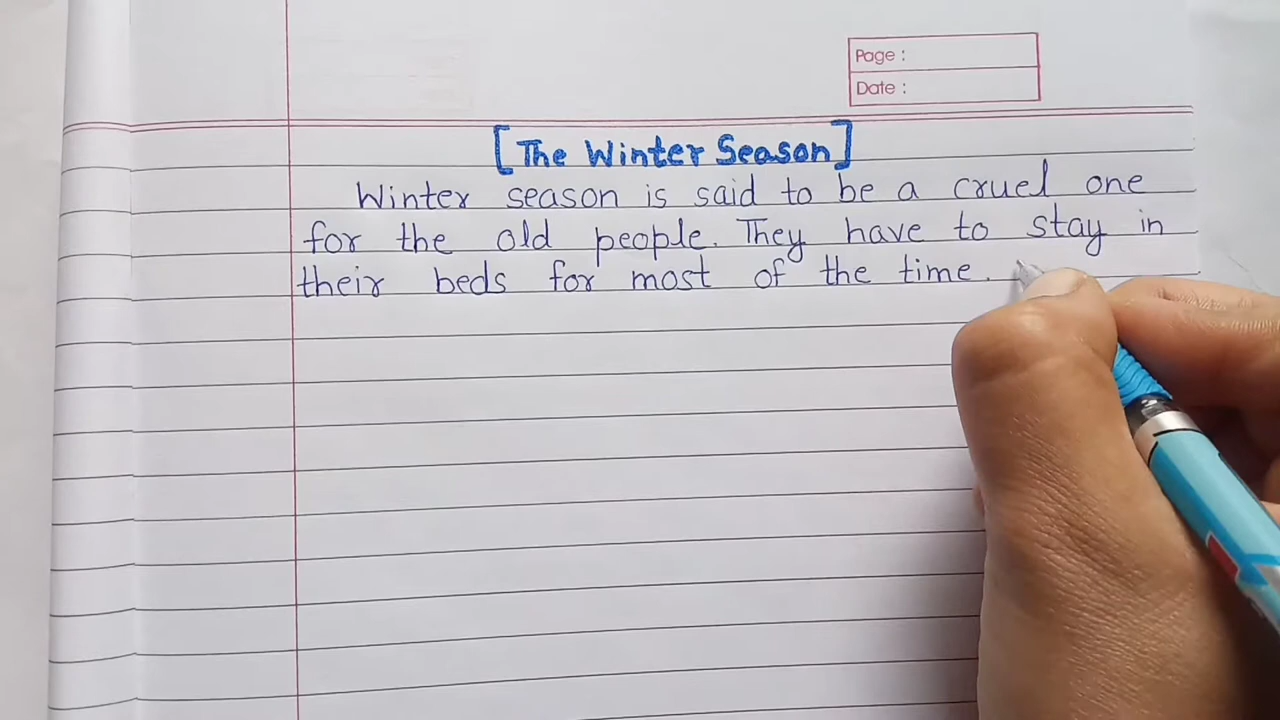 Page :
Date :
[The Winter Season]
Winter season is said to be a cruel one
for the old people. They have to stay in
their beds for most of the time.